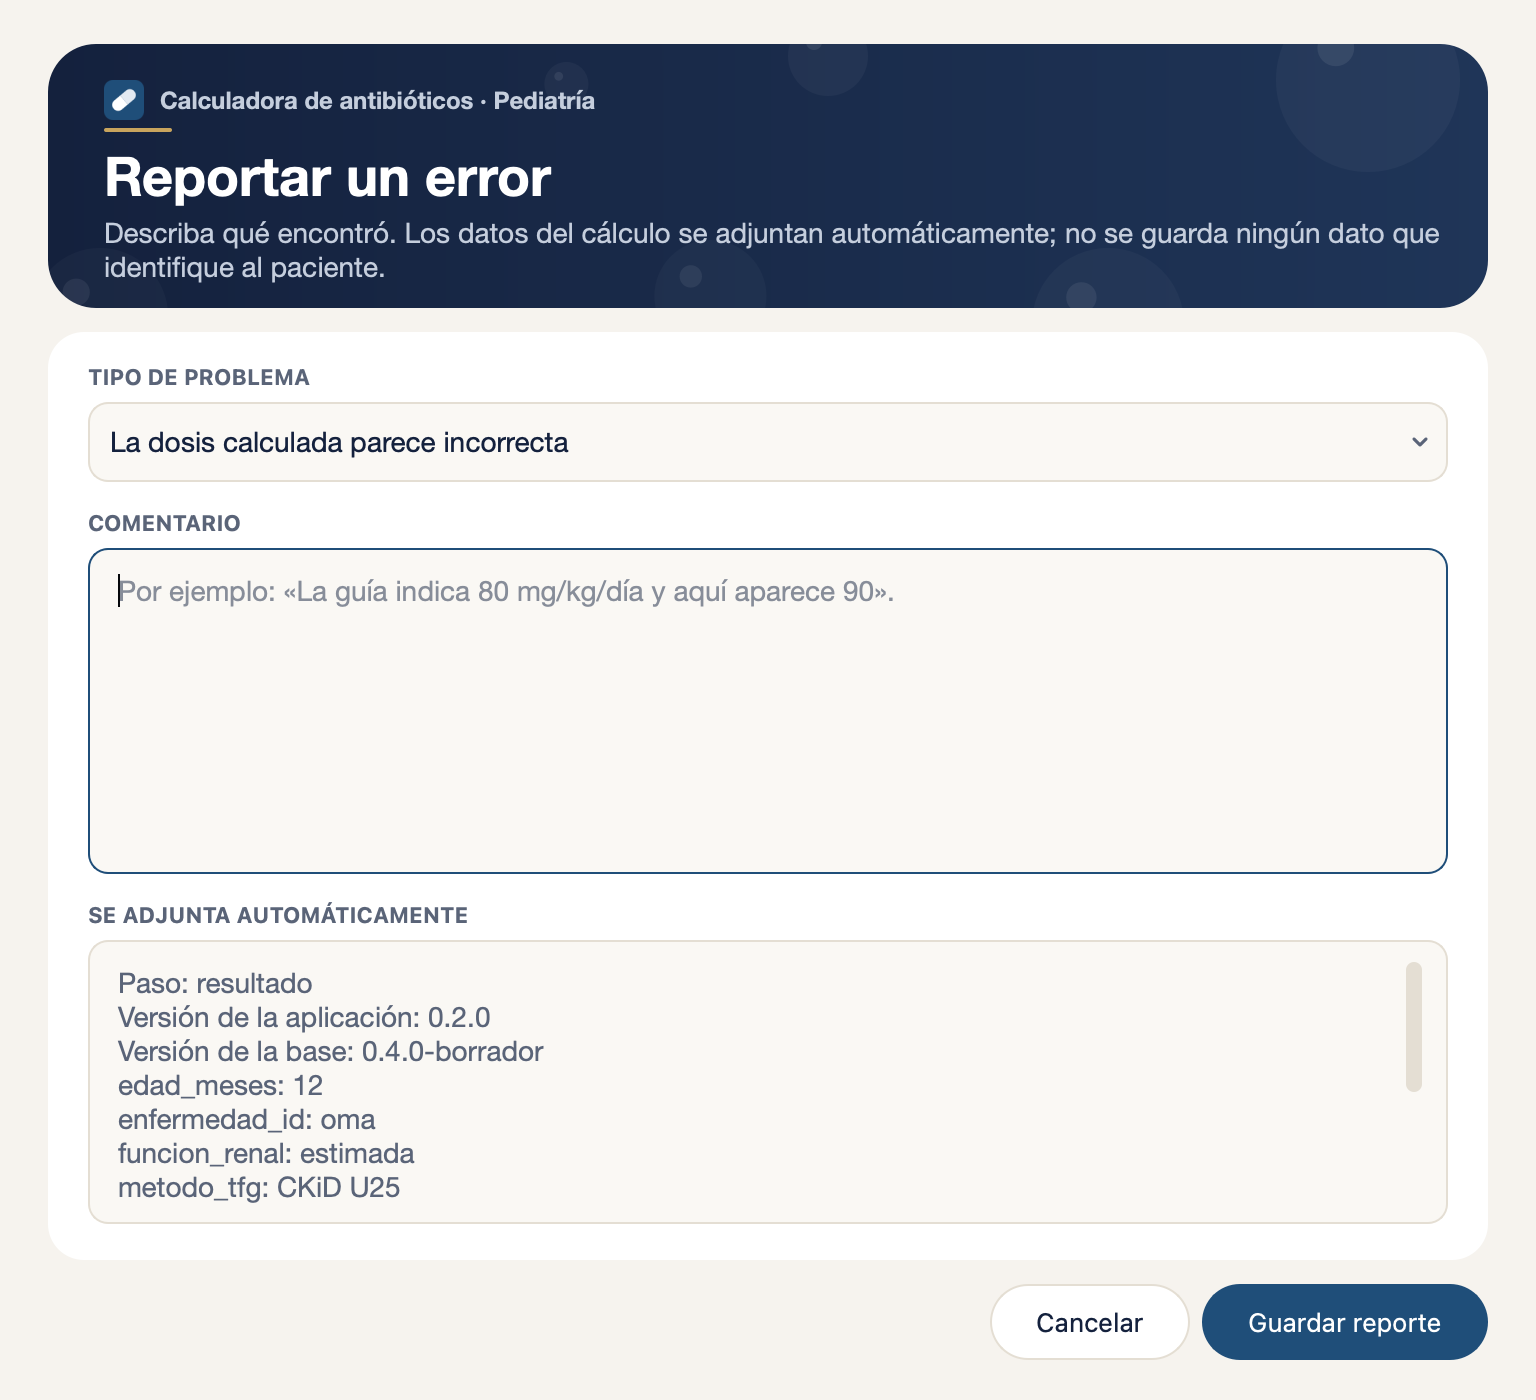 Calculadora de antibióticos · Pediatría
Reportar un error
Describa qué encontró. Los datos del cálculo se adjuntan automáticamente; no se guarda ningún dato que
identifique al paciente.
TIPO DE PROBLEMA
La dosis calculada parece incorrecta
COMENTARIO
Por ejemplo: «La guía indica 80 mg/kg/día y aquí aparece 90».
SE ADJUNTA AUTOMÁTICAMENTE
Paso: resultado
Versión de la aplicación: 0.2.0
Versión de la base: 0.4.0-borrador
edad_meses: 12
enfermedad_id: oma
funcion_renal: estimada
metodo_tfg: CKiD U25
Cancelar
Guardar reporte